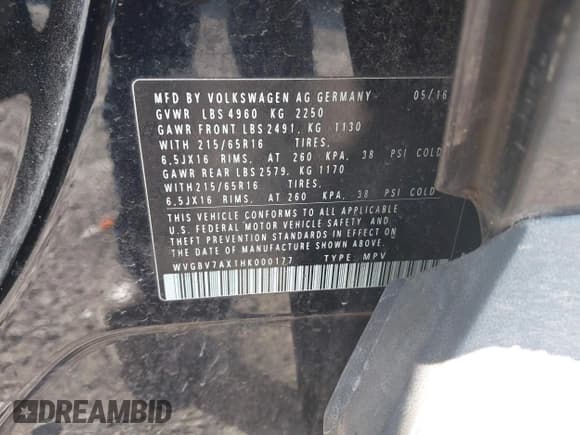 MFD BY VOLKSWAGEN AG GERMANY 05/16
GVWR LBS 4960 KG 2250
GAWR FRONT LBS 2491, KG 1130
WITH 215/65R16 TIRES.
6.5JX16 RIMS, AT 260 KPA, 38 PSI COLD
GAWR REAR LBS 2579, KG 1170
WITH 215/65R16 TIRES.
6.5JX16 RIMS, AT 260 KPA, 38 PSI COLD
THIS VEHICLE CONFORMS TO ALL APPLICABLE
U.S. FEDERAL MOTOR VEHICLE SAFETY AND
THEFT PREVENTION STANDARDS IN EFFECT ON
THE DATE OF MANUFACTURE SHOWN ABOVE.
WVGBV7AX1HK000177 TYPE: MPV
DREAMBID